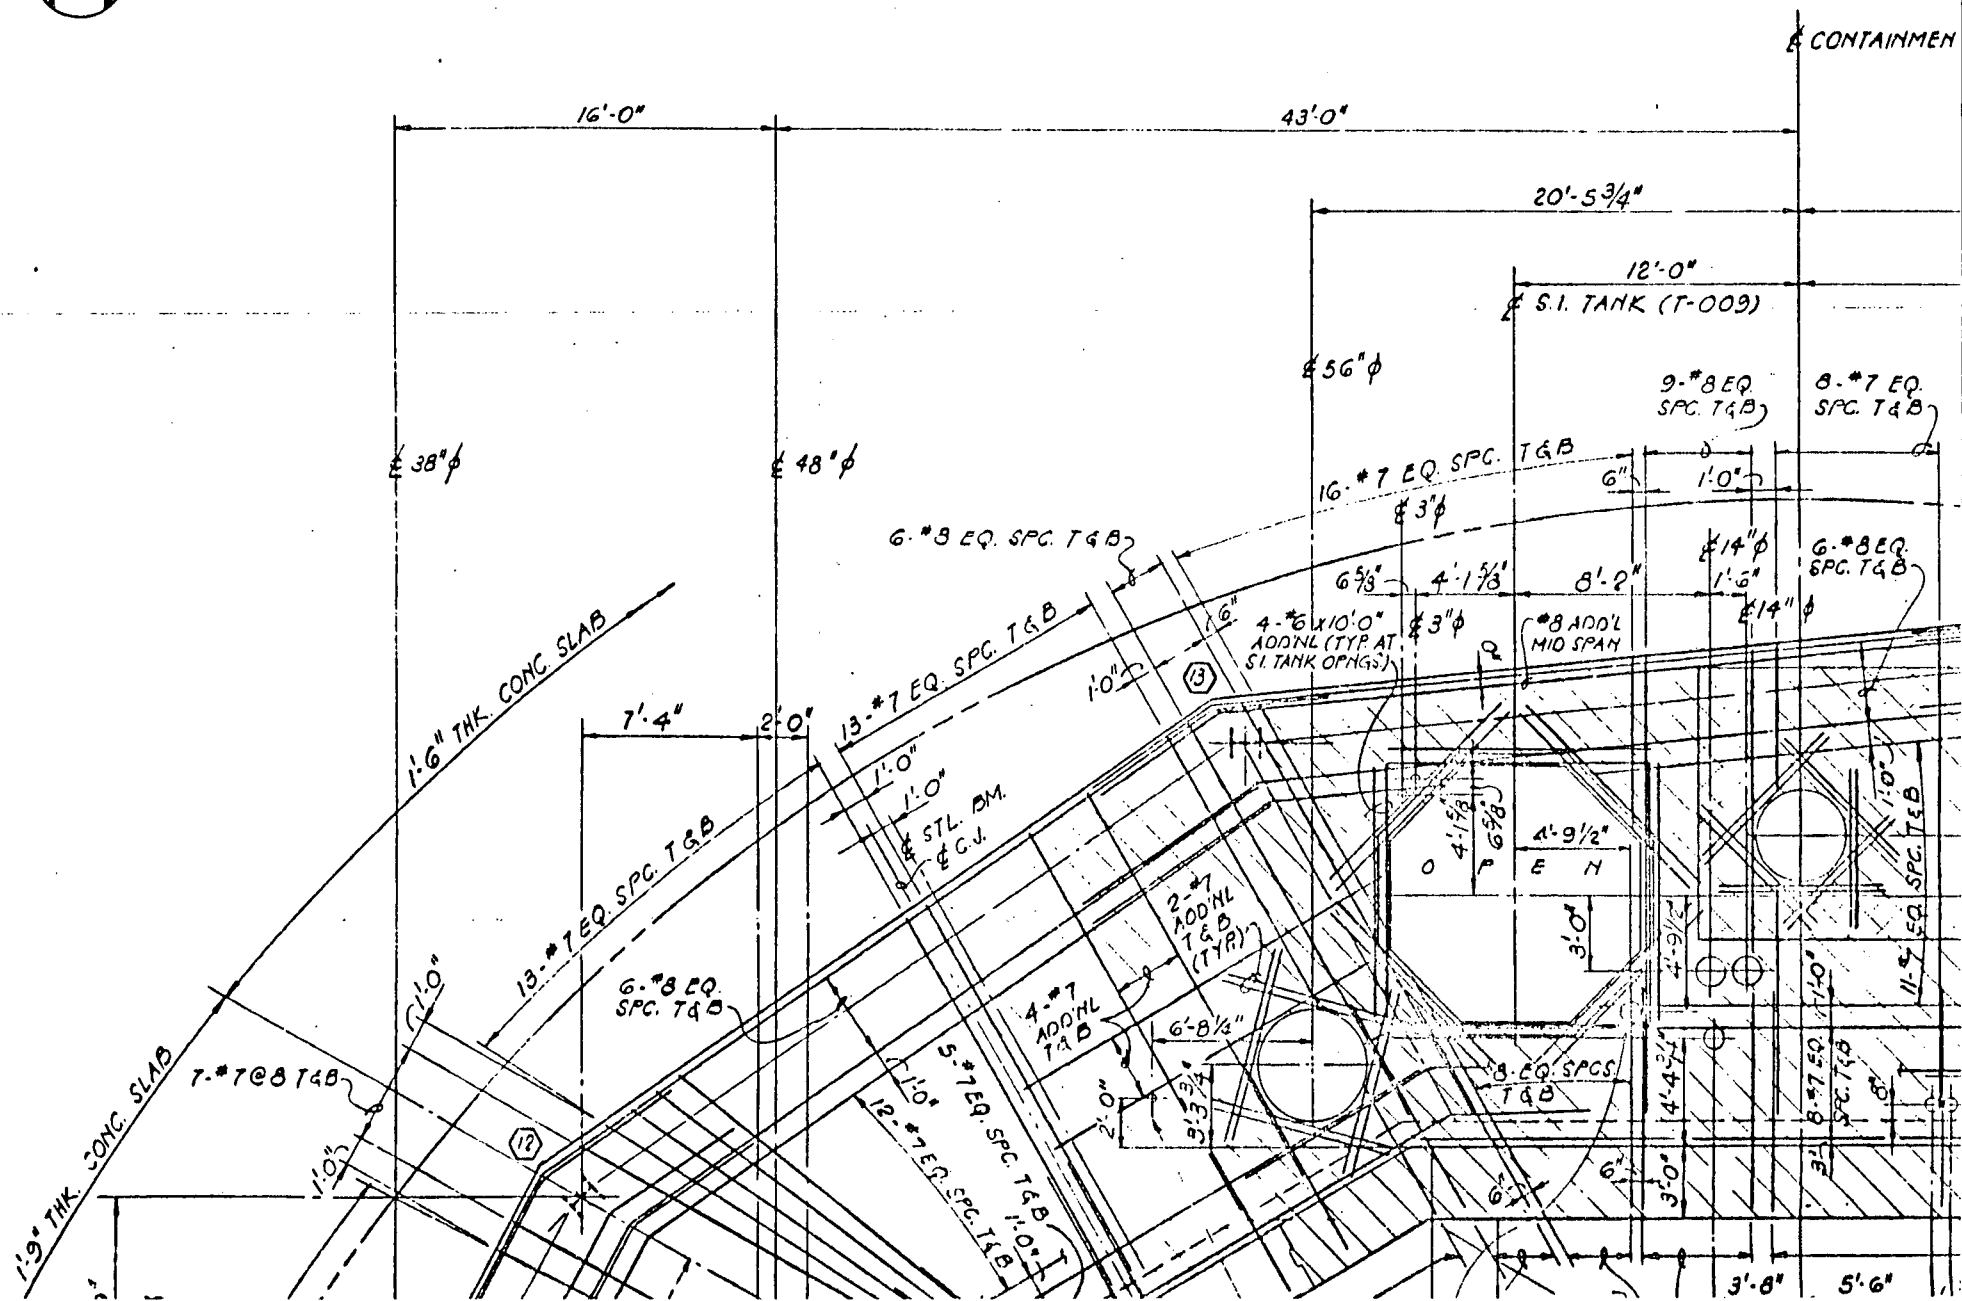 ℄ CONTAINMEN
16'-0"
43'-0"
20'-5 3/4"
12'-0"
℄ S.I. TANK (T-009)
℄ 56"ϕ
9-#8 EQ.
SPC. T&B
8-#7 EQ.
SPC. T&B
℄ 38"ϕ
℄ 48"ϕ
16-#7 EQ. SPC. T&B
6"
1'-0"
℄ 3"ϕ
6-#8 EQ. SPC. T&B
℄ 14"ϕ
6-#8 EQ.
SPC. T&B
6 5/8"
4'-1 5/8"
8'-2"
1'-6"
℄ 14"ϕ
1'-6" THK. CONC. SLAB
13-#7 EQ. SPC. T&B
6"
1'-0"
4-#6 x 10'-0"
ADD'NL (TYP. AT
S.I. TANK OPNGS)
℄ 3"ϕ
#8 ADD'L
MID SPAN
13
7'-4"
2'-0"
1'-0"
1'-0"
℄ STL. BM.
℄ C.J.
13-#7 EQ. SPC. T&B
4'-1 5/8"
6 5/8"
4'-9 1/2"
O P E N
1'-0"
11-#7 EQ. SPC. T&B
2-#7
ADD'NL
T&B
(TYP.)
3'-0"
4'-9 1/2"
1'-0"
6-#8 EQ.
SPC. T&B
4-#7
ADD'NL
T&B
6'-8 1/4"
7-#7@8 T&B
1'-0"
1'-0"
12-#7 EQ. SPC. T&B
5-#7 EQ. SPC. T&B
1'-0"
2'-0"
3'-3 3/4"
8-EQ. SPCS.
T&B
8-#7 EQ.
SPC. T&B
1'-0"
8"
12
1'-9" THK. CONC. SLAB
6"
6"
3'-0"
3'-8"
5'-6"